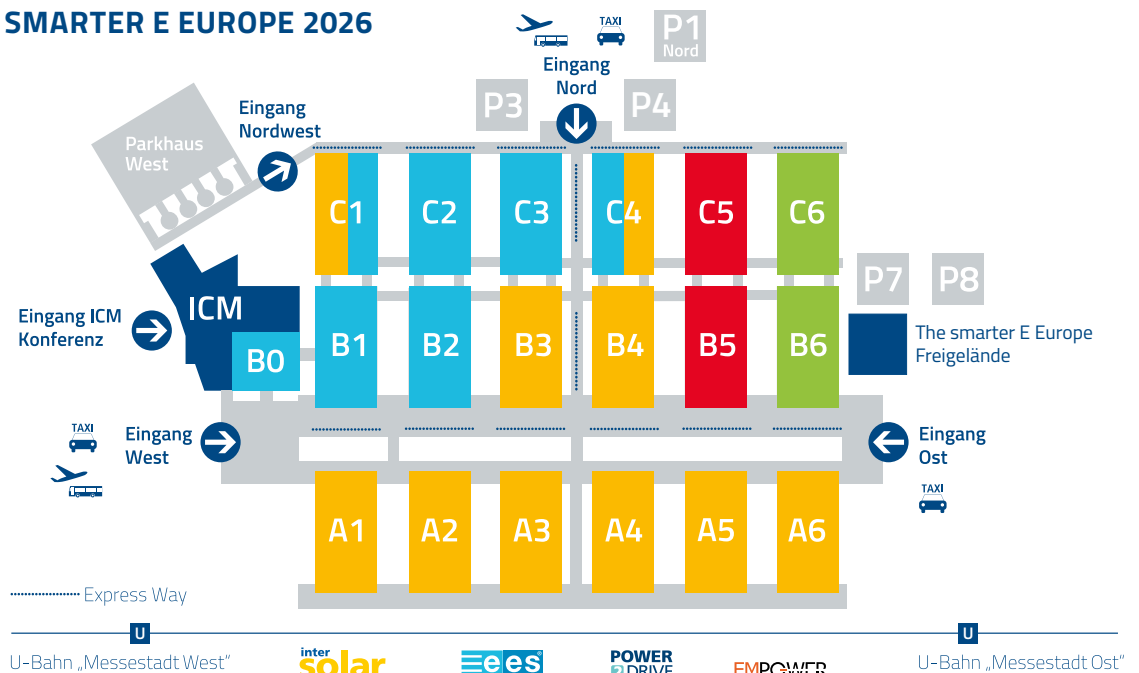 SMARTER E EUROPE 2026
TAXI
P1
Nord
Eingang
Nord
P3
P4
Eingang
Nordwest
Parkhaus
West
C1
C2
C3
C4
C5
C6
P7
P8
ICM
Eingang ICM
Konferenz
B0
B1
B2
B3
B4
B5
B6
The smarter E Europe
Freigelände
TAXI
Eingang
West
Eingang
Ost
TAXI
A1
A2
A3
A4
A5
A6
Express Way
U
U
U-Bahn „Messestadt West“
inter
solar
ees
POWER
2DRIVE
EMPOWER
U-Bahn „Messestadt Ost“